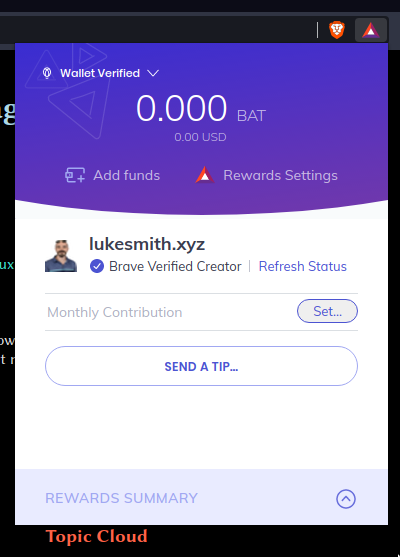 Wallet Verified
0.000 BAT
0.00 USD
Add funds Rewards Settings
lukesmith.xyz
Brave Verified Creator Refresh Status
ux
Monthly Contribution Set...
SEND A TIP...
REWARDS SUMMARY
Topic Cloud